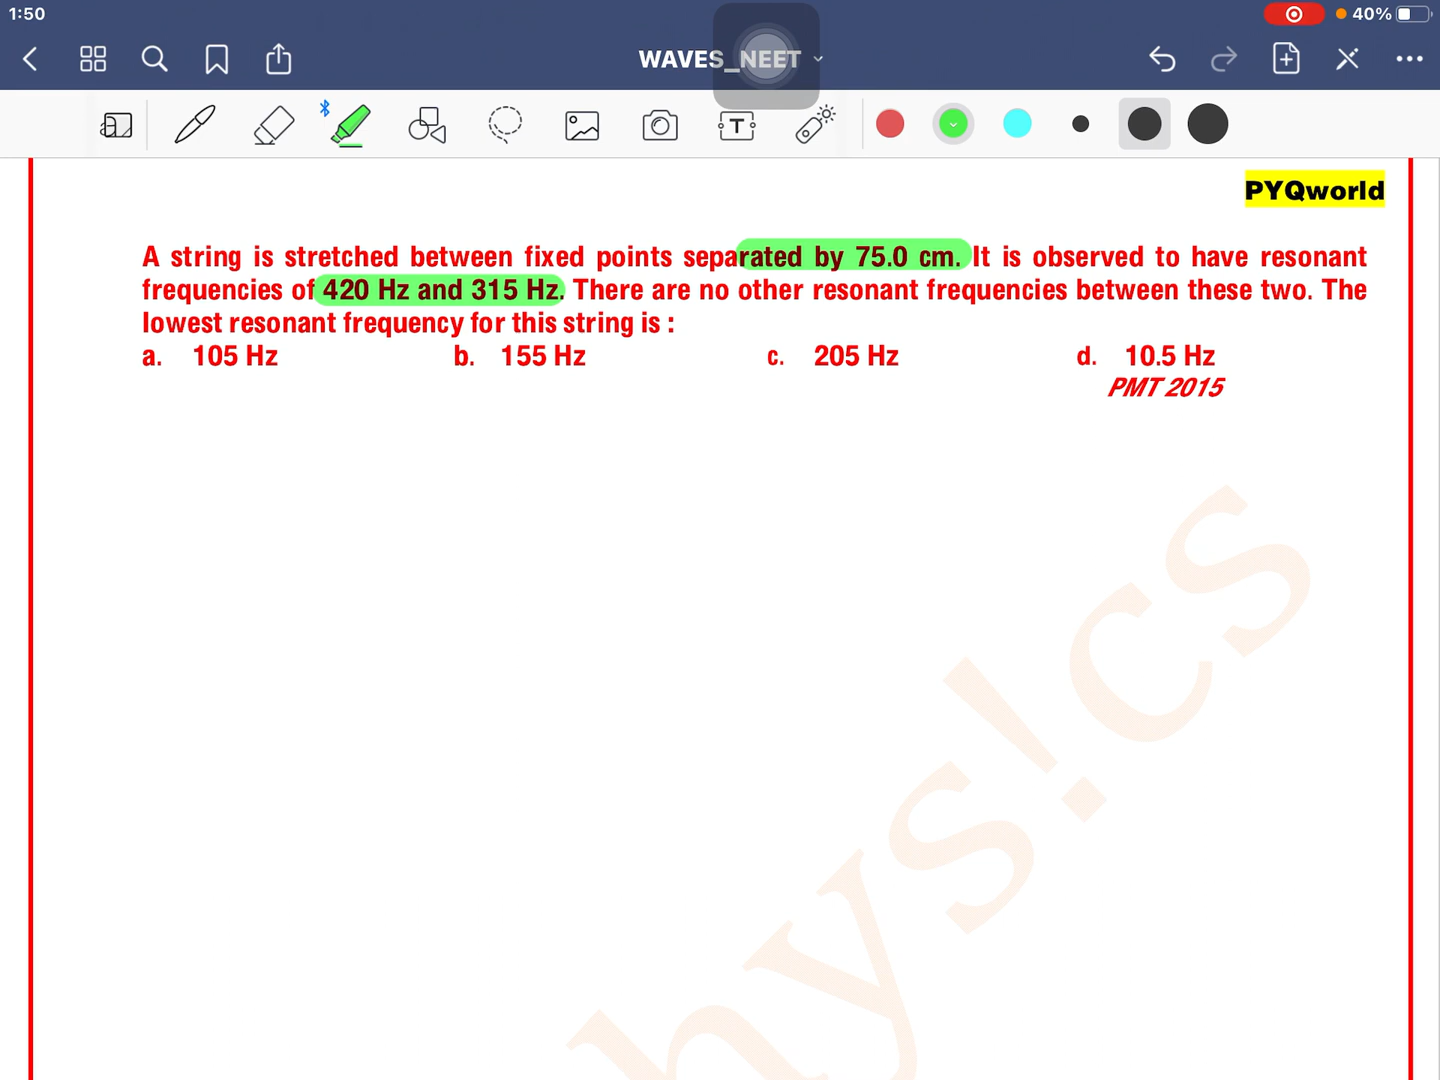 1:50
40%
WAVES_NEET
T
PYQworld
A string is stretched between fixed points separated by 75.0 cm. It is observed to have resonant
frequencies of 420 Hz and 315 Hz. There are no other resonant frequencies between these two. The
lowest resonant frequency for this string is :
a. 105 Hz b. 155 Hz c. 205 Hz d. 10.5 Hz
PMT 2015
hys!cs